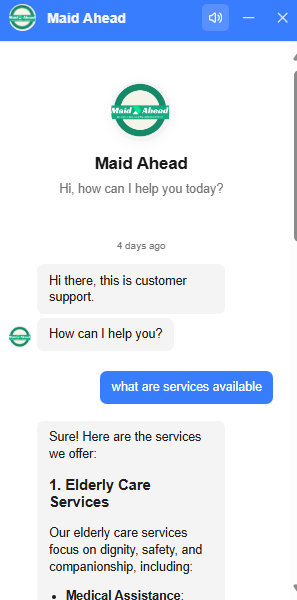 Maid Ahead
Maid Ahead
Maid Ahead
Hi, how can I help you today?
4 days ago
Hi there, this is customer
support.
How can I help you?
what are services available
Sure! Here are the services
we offer:
1. Elderly Care
Services
Our elderly care services
focus on dignity, safety, and
companionship, including:
• Medical Assistance: